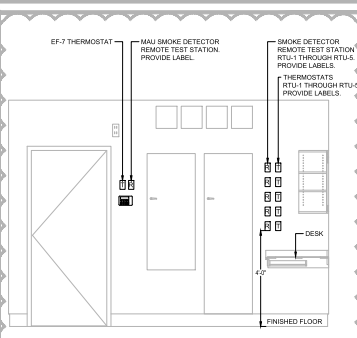 EF-7 THERMOSTAT
MAU SMOKE DETECTOR
REMOTE TEST STATION.
PROVIDE LABEL.
SMOKE DETECTOR
REMOTE TEST STATION
RTU-1 THROUGH RTU-5.
PROVIDE LABELS.
THERMOSTATS
RTU-1 THROUGH RTU-5
PROVIDE LABELS.
T R
R T
R T
R T
R T
R T
DESK
4'-0"
FINISHED FLOOR